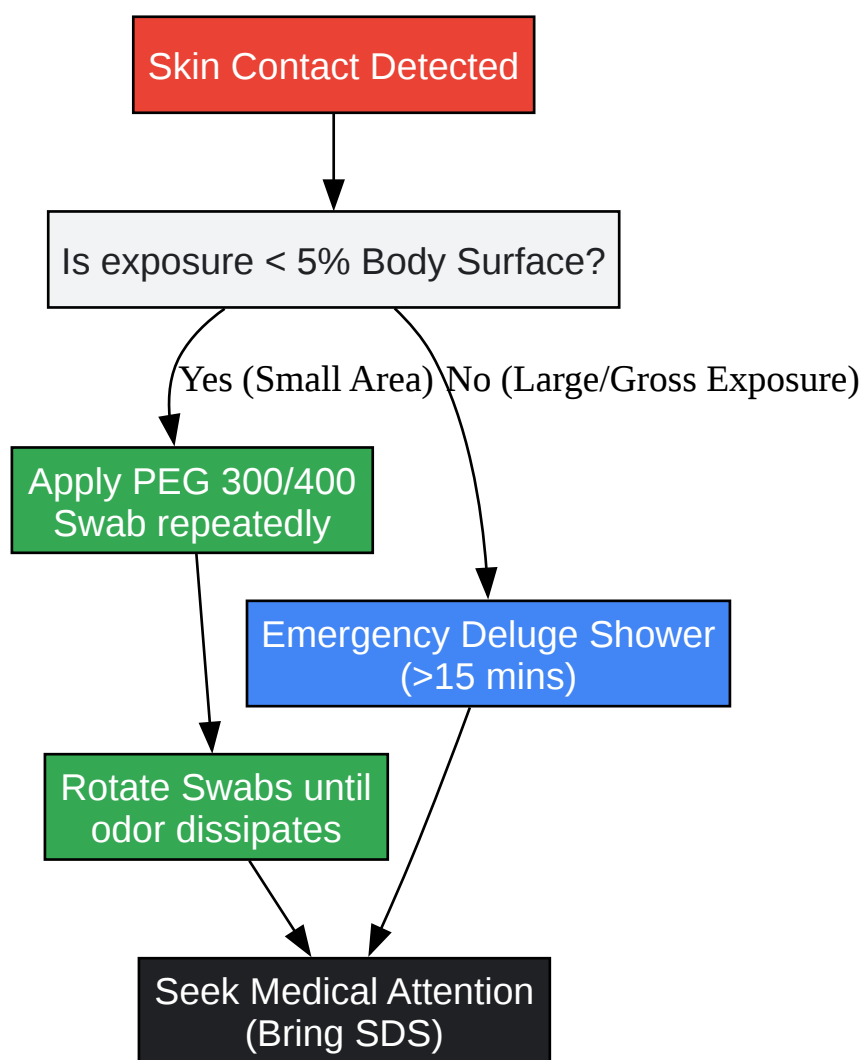 Skin Contact Detected
Is exposure < 5% Body Surface?
Yes (Small Area)
No (Large/Gross Exposure)
Apply PEG 300/400
Swab repeatedly
Emergency Deluge Shower
(>15 mins)
Rotate Swabs until
odor dissipates
Seek Medical Attention
(Bring SDS)